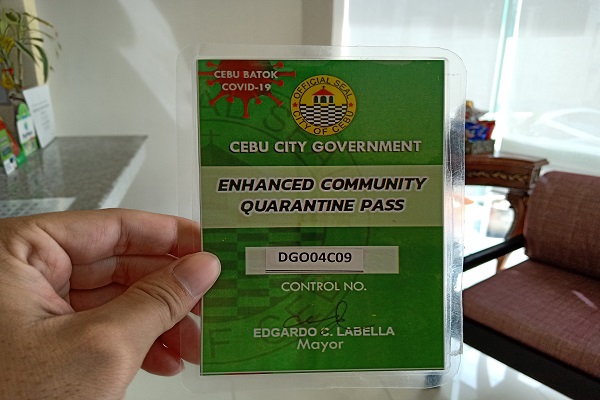 CEBU BATOK
COVID-19
OFFICIAL SEAL
CITY OF CEBU
CEBU CITY GOVERNMENT
ENHANCED COMMUNITY
QUARANTINE PASS
DGO04C09
CONTROL NO.
EDGARDO C. LABELLA
Mayor